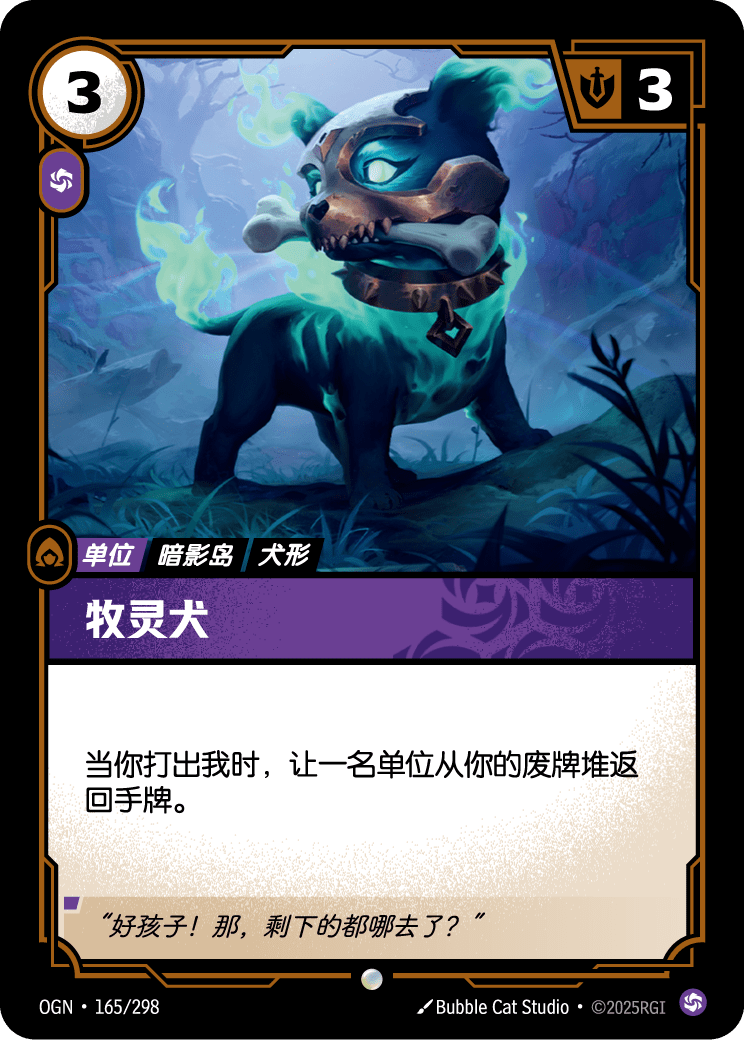 3
3
单位 暗影岛 犬形
牧灵犬
当你打出我时，让一名单位从你的废牌堆返
回手牌。
“好孩子！那，剩下的都哪去了？”
OGN • 165/298 Bubble Cat Studio • ©2025RGI